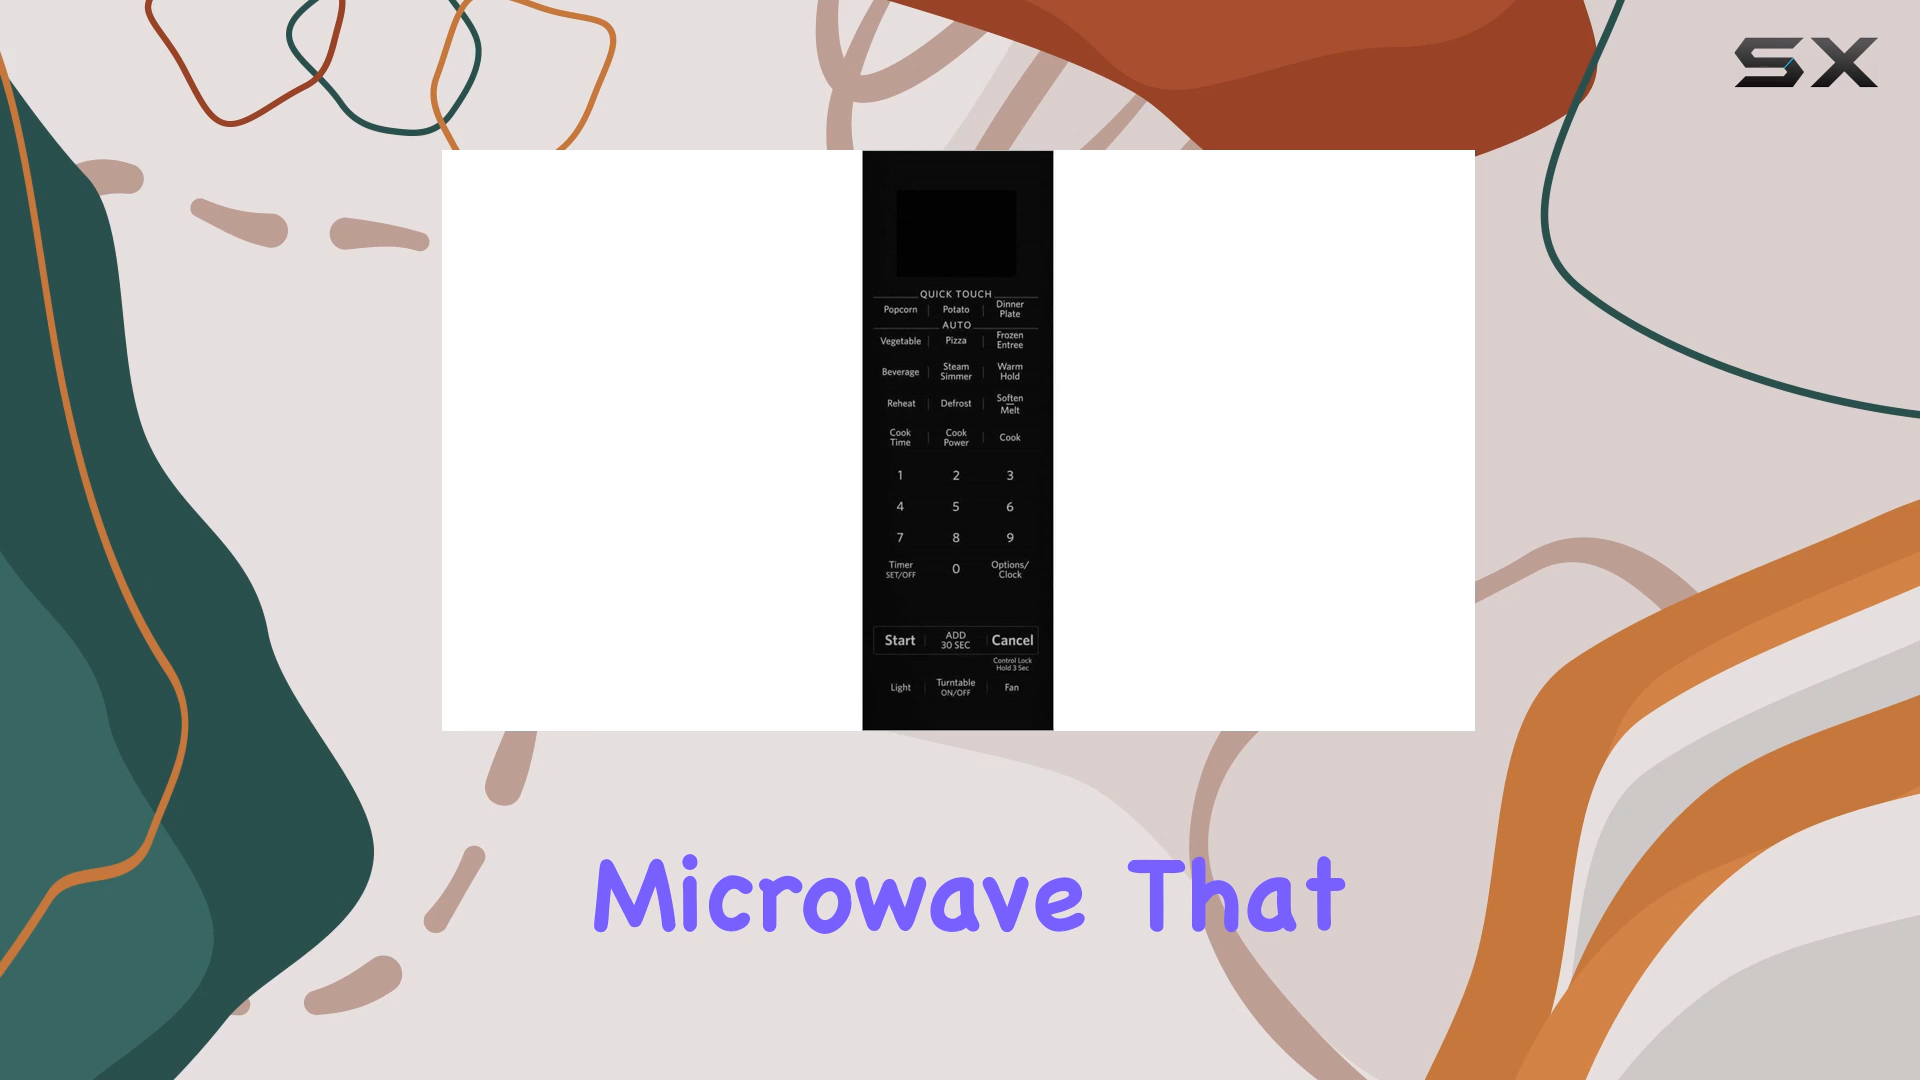 SX
QUICK TOUCH
Popcorn Potato Dinner Plate
AUTO
Vegetable Pizza Frozen Entree
Beverage Steam Simmer Warm Hold
Reheat Defrost Soften Melt
Cook Time Cook Power Cook
1 2 3
4 5 6
7 8 9
Timer SET/OFF 0 Options/Clock
Start ADD 30 SEC Cancel
Control Lock
Hold 3 Sec
Light Turntable ON/OFF Fan
Microwave That